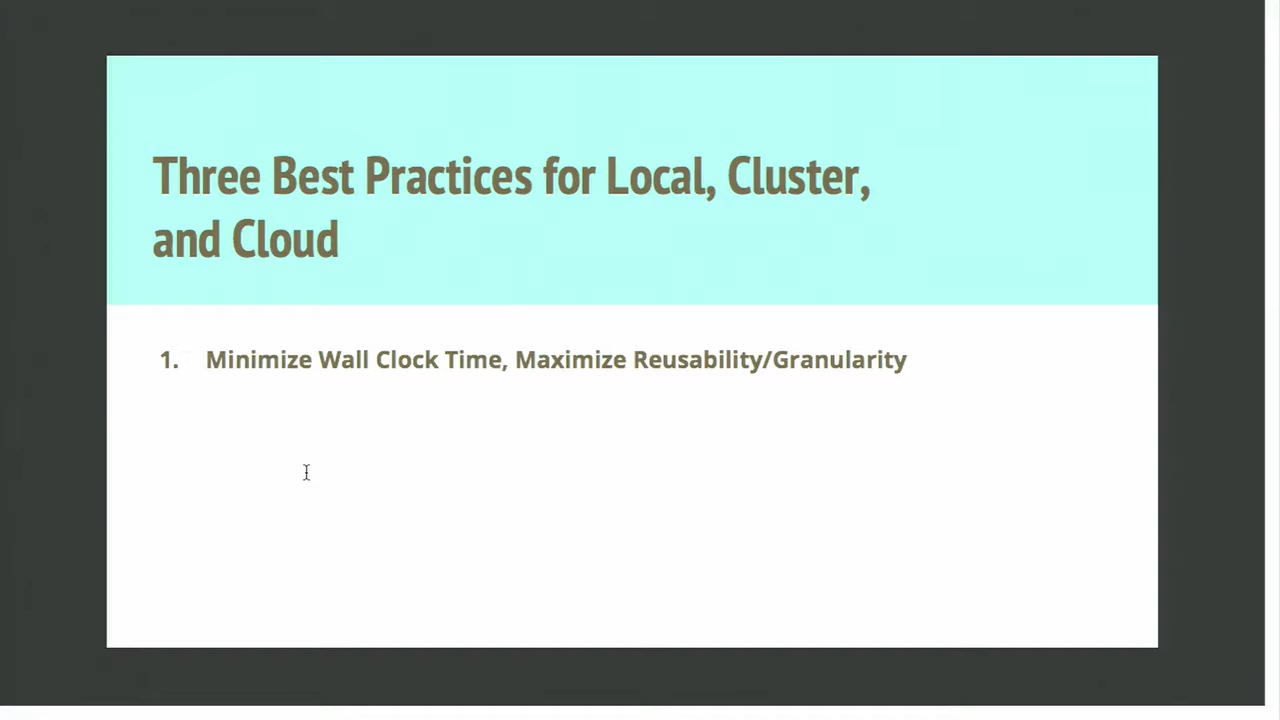 Three Best Practices for Local, Cluster,
and Cloud
1. Minimize Wall Clock Time, Maximize Reusability/Granularity